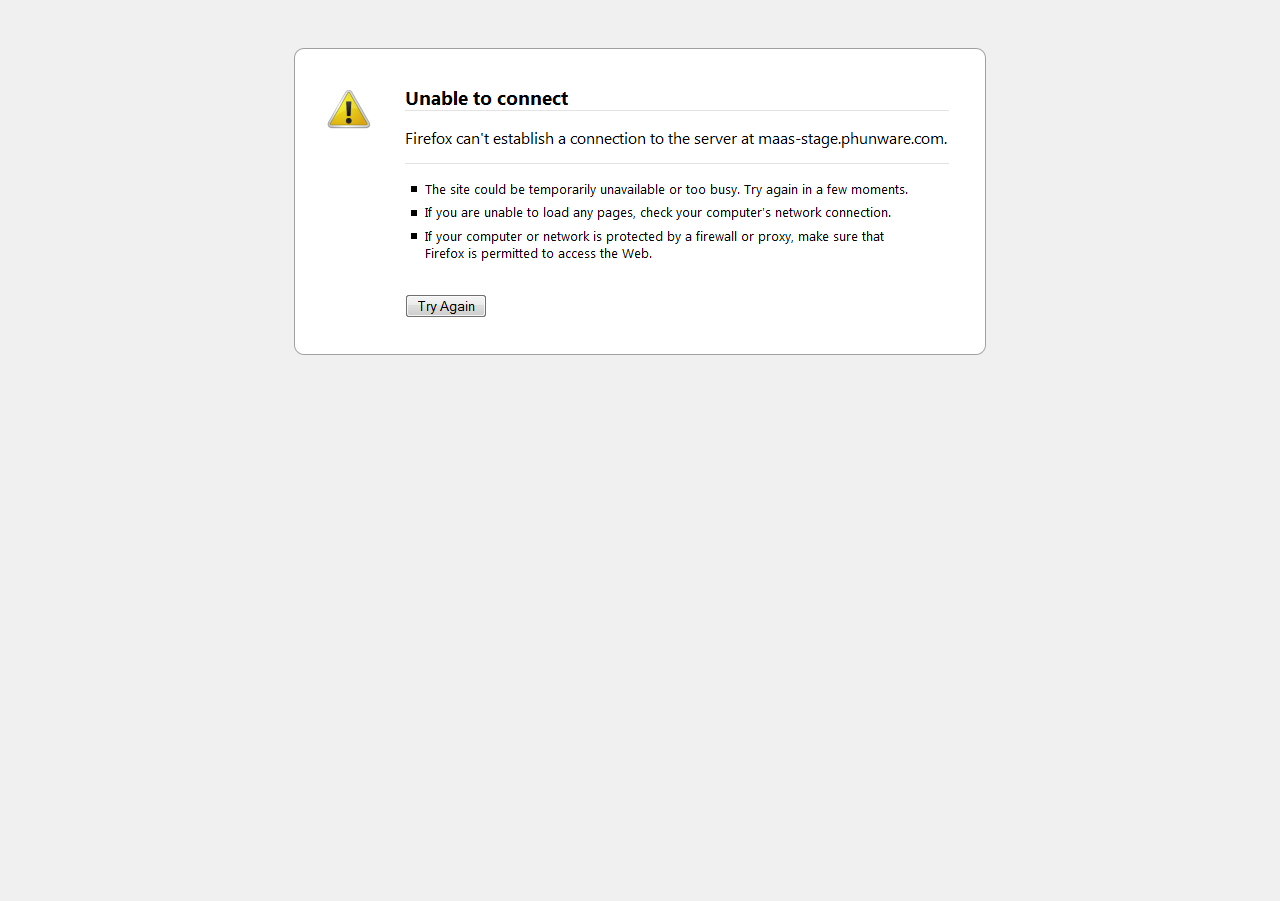 Unable to connect
Firefox can't establish a connection to the server at maas-stage.phunware.com.
The site could be temporarily unavailable or too busy. Try again in a few moments.
If you are unable to load any pages, check your computer's network connection.
If your computer or network is protected by a firewall or proxy, make sure that
Firefox is permitted to access the Web.
Try Again